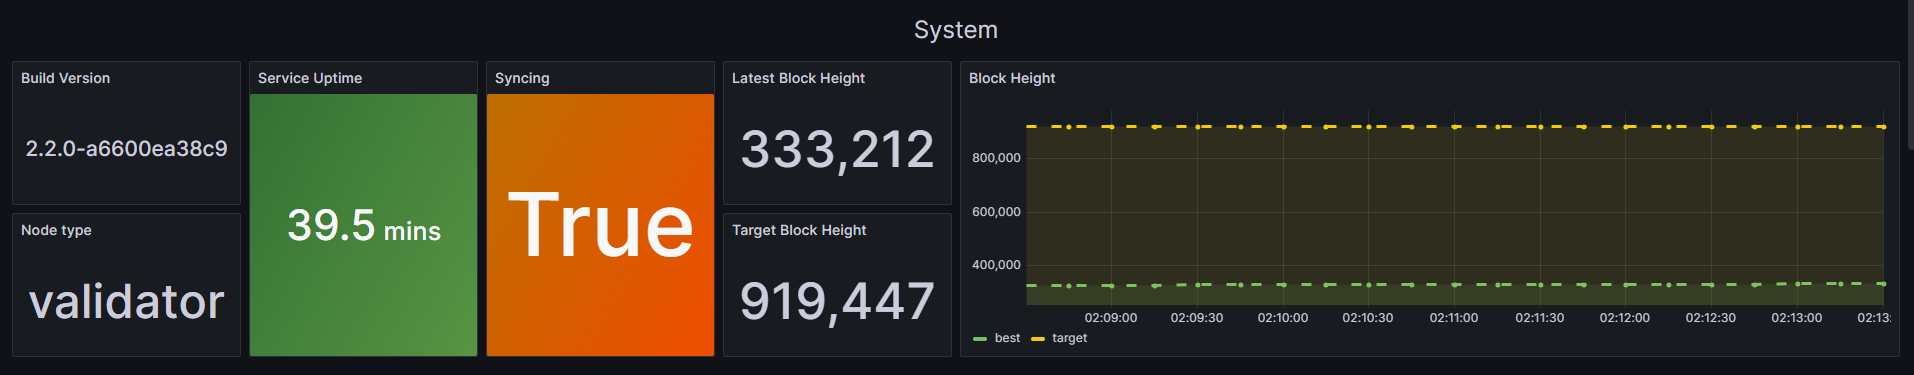 System
Build Version
2.2.0-a6600ea38c9
Node type
validator
Service Uptime
39.5 mins
Syncing
True
Latest Block Height
333,212
Target Block Height
919,447
Block Height
800,000
600,000
400,000
02:09:00 02:09:30 02:10:00 02:10:30 02:11:00 02:11:30 02:12:00 02:12:30 02:13:00 02:13:
best target